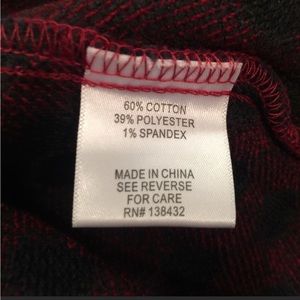 60% COTTON
39% POLYESTER
1% SPANDEX
MADE IN CHINA
SEE REVERSE
FOR CARE
RN# 138432